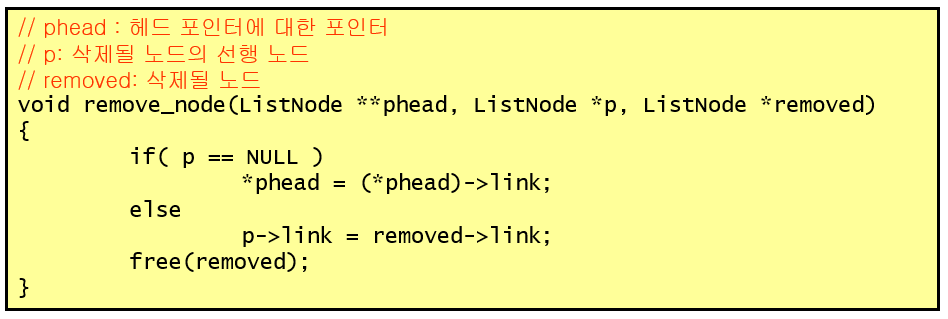 // phead : 헤드 포인터에 대한 포인터
// p: 삭제될 노드의 선행 노드
// removed: 삭제될 노드
void remove_node(ListNode **phead, ListNode *p, ListNode *removed)
{
if( p == NULL )
*phead = (*phead)->link;
else
p->link = removed->link;
free(removed);
}